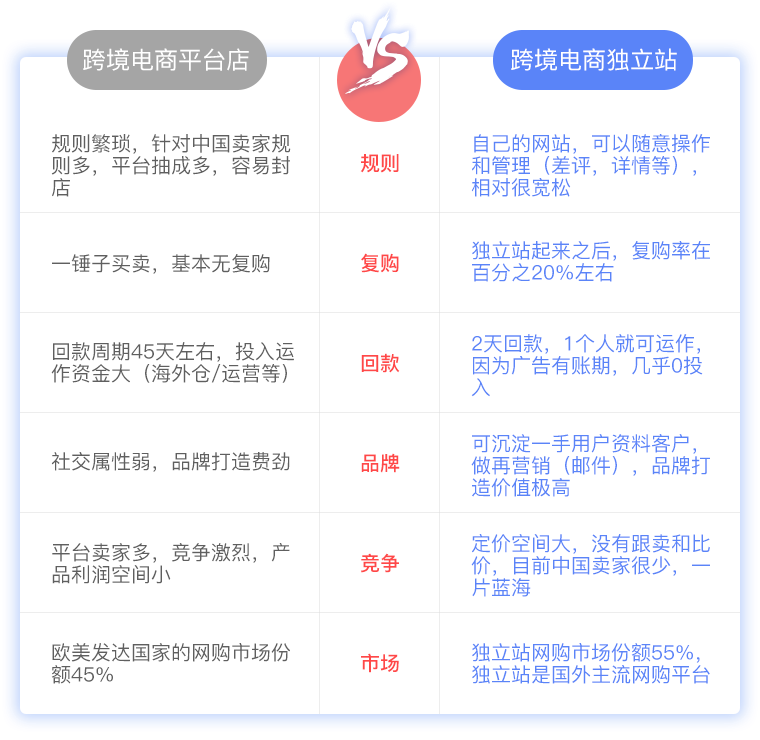 跨境电商平台店
VS
跨境电商独立站
规则繁琐，针对中国卖家规
则多，平台抽成多，容易封
店
规则
自己的网站，可以随意操作
和管理（差评，详情等），
相对很宽松
一锤子买卖，基本无复购
复购
独立站起来之后，复购率在
百分之20%左右
回款周期45天左右，投入运
作资金大（海外仓/运营等）
回款
2天回款，1个人就可运作，
因为广告有账期，几乎0投
入
社交属性弱，品牌打造费劲
品牌
可沉淀一手用户资料客户，
做再营销（邮件），品牌打
造价值极高
平台卖家多，竞争激烈，产
品利润空间小
竞争
定价空间大，没有跟卖和比
价，目前中国卖家很少，一
片蓝海
欧美发达国家的网购市场份
额45%
市场
独立站网购市场份额55%，
独立站是国外主流网购平台